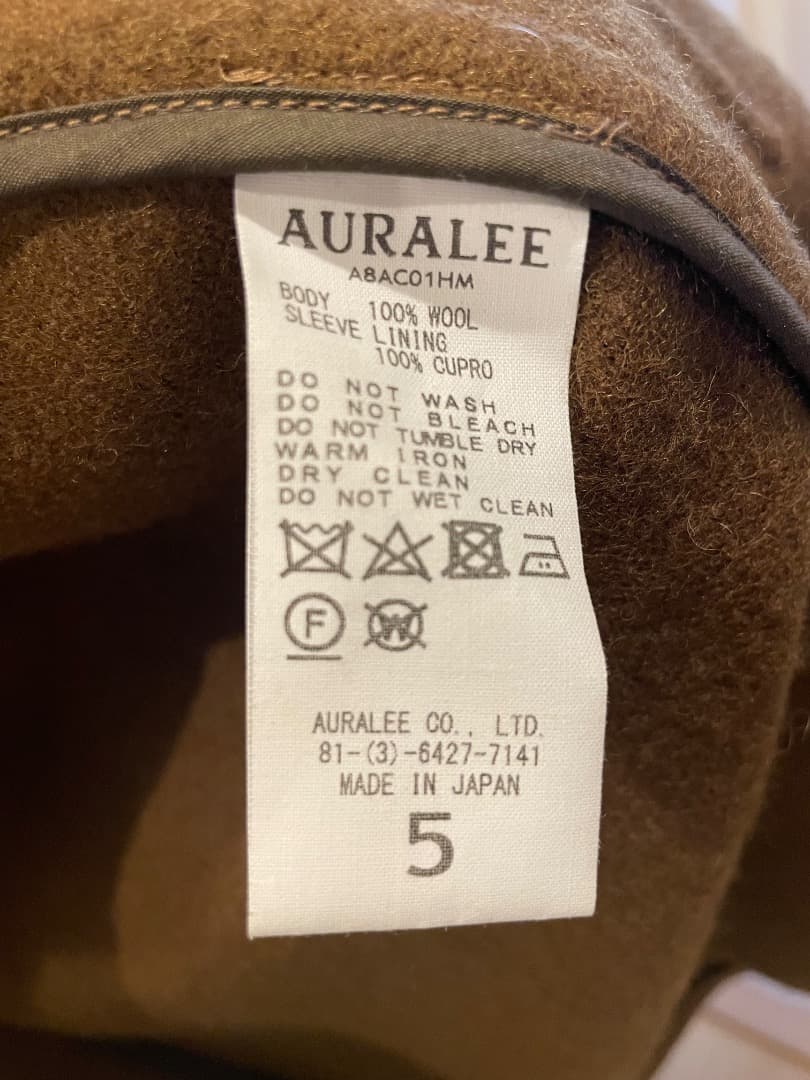 AURALEE
A8AC01HM
BODY 100% WOOL
SLEEVE LINING
100% CUPRO
DO NOT WASH
DO NOT BLEACH
DO NOT TUMBLE DRY
WARM IRON
DRY CLEAN
DO NOT WET CLEAN
F W
AURALEE CO., LTD.
81-(3)-6427-7141
MADE IN JAPAN
5